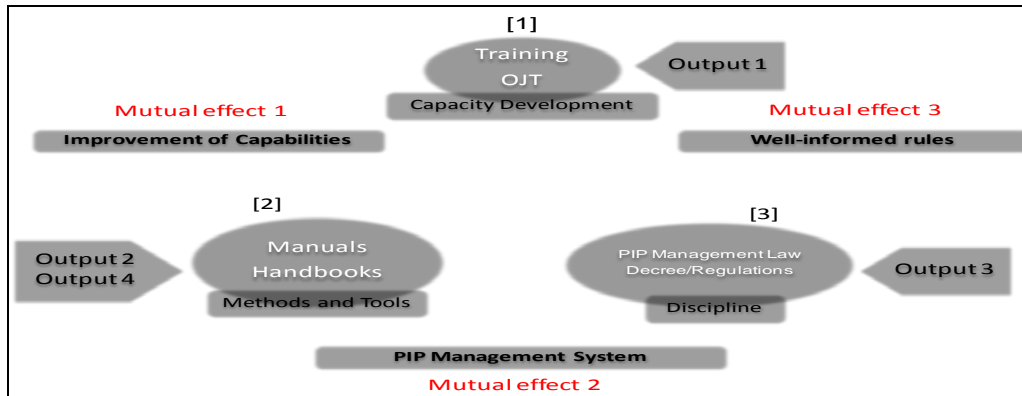 [1]
Training
OJT
Output 1
Capacity Development
Mutual effect 1
Mutual effect 3
Improvement of Capabilities
Well-informed rules
[2]
[3]
Manuals
Handbooks
PIP Management Law
Decree/Regulations
Output 2
Output 4
Output 3
Methods and Tools
Discipline
PIP Management System
Mutual effect 2